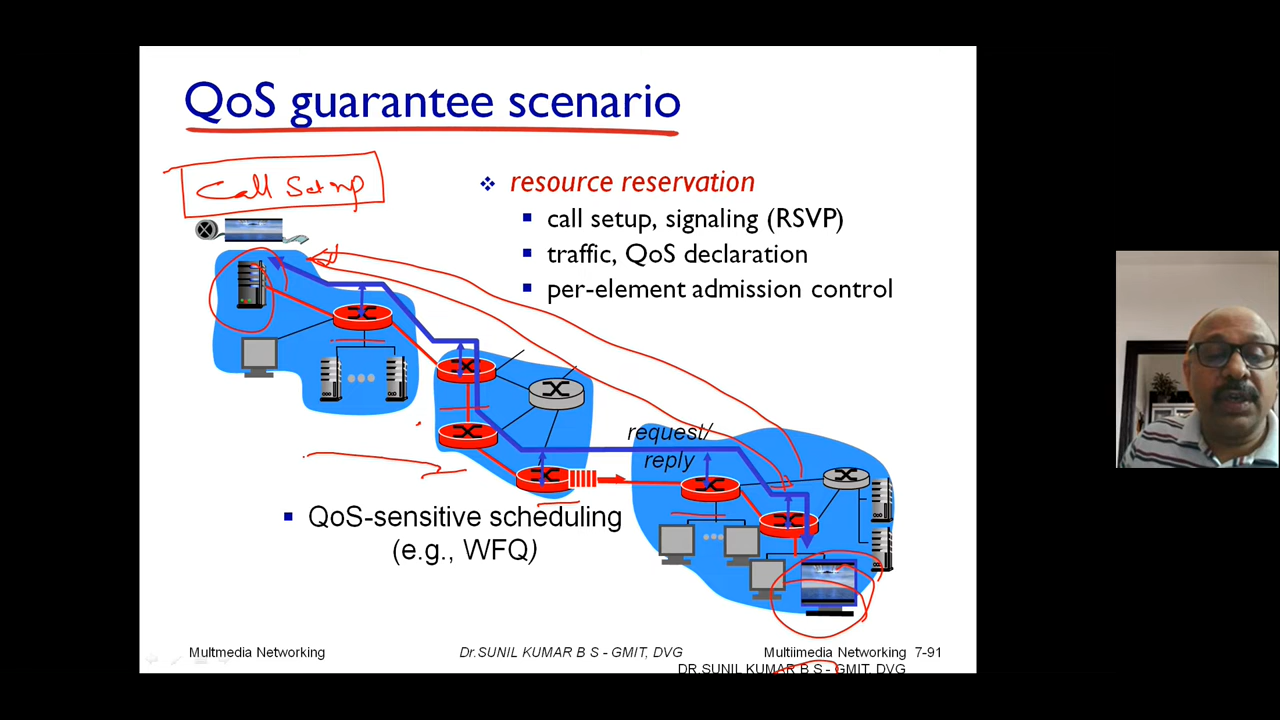 QoS guarantee scenario
Call Setup
resource reservation
call setup, signaling (RSVP)
traffic, QoS declaration
per-element admission control
request/
reply
QoS-sensitive scheduling
(e.g., WFQ)
Multmedia Networking
Dr.SUNIL KUMAR B S - GMIT, DVG
Multiimedia Networking 7-91
DR.SUNIL KUMAR B S - GMIT, DVG